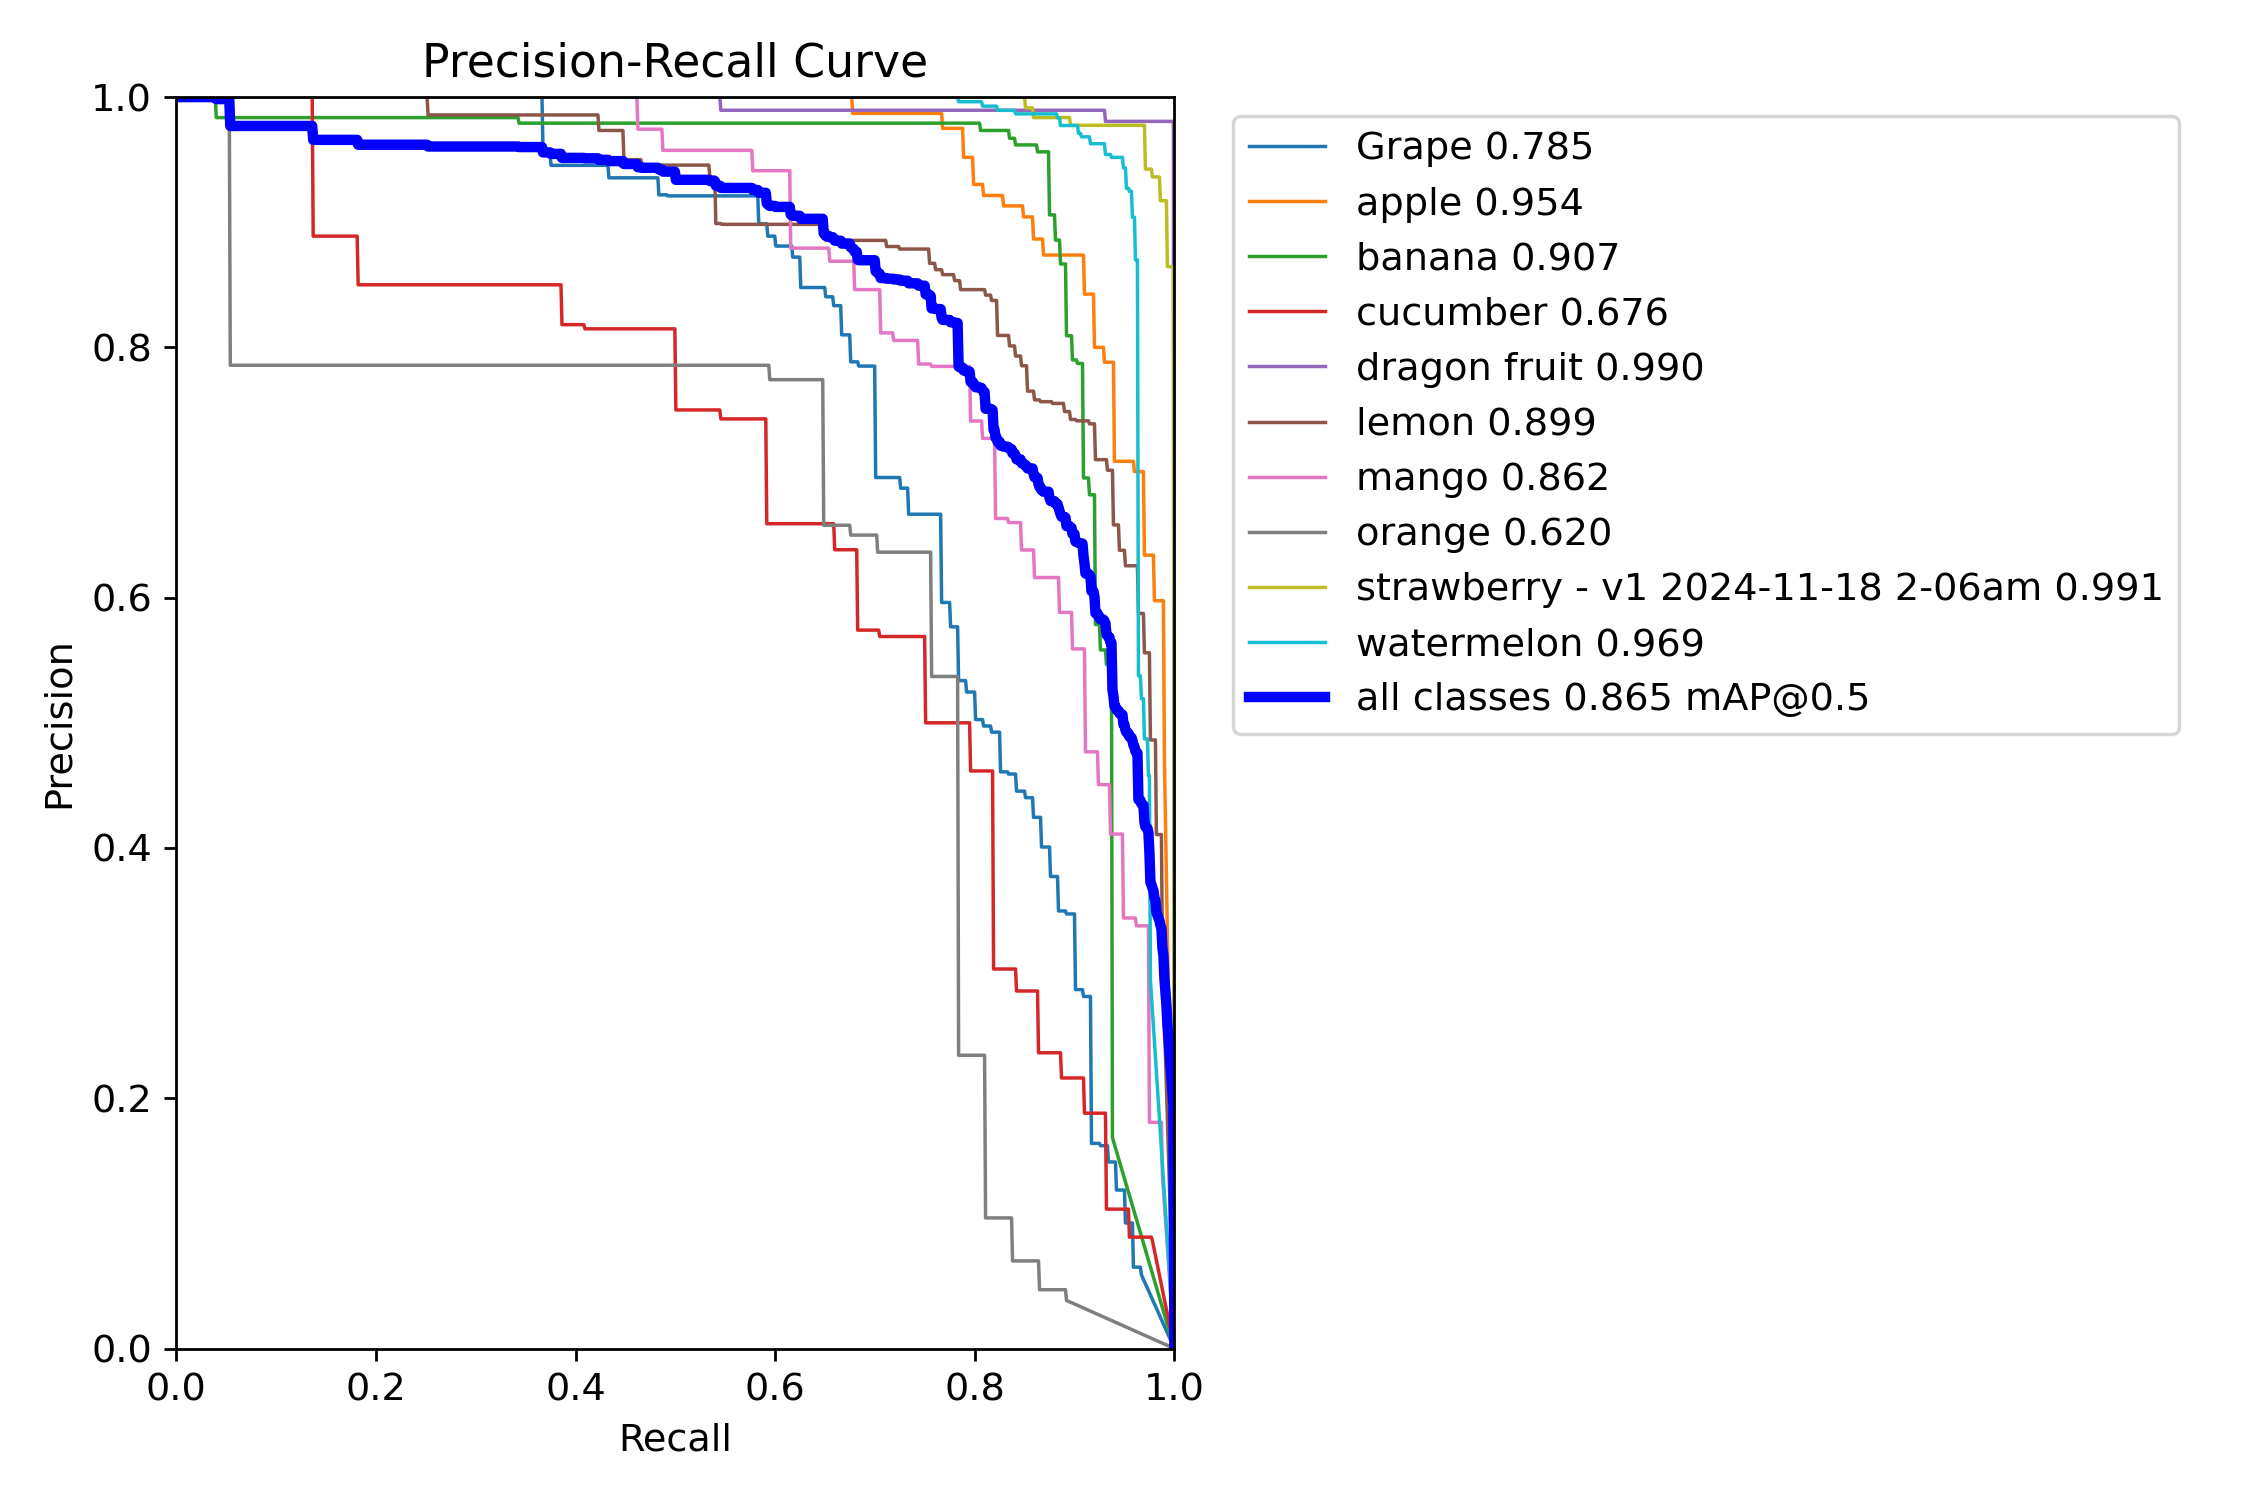 Precision-Recall Curve
1.0
0.8
0.6
0.4
0.2
0.0
Precision
0.0 0.2 0.4 0.6 0.8 1.0
Recall
Grape 0.785
apple 0.954
banana 0.907
cucumber 0.676
dragon fruit 0.990
lemon 0.899
mango 0.862
orange 0.620
strawberry - v1 2024-11-18 2-06am 0.991
watermelon 0.969
all classes 0.865 mAP@0.5